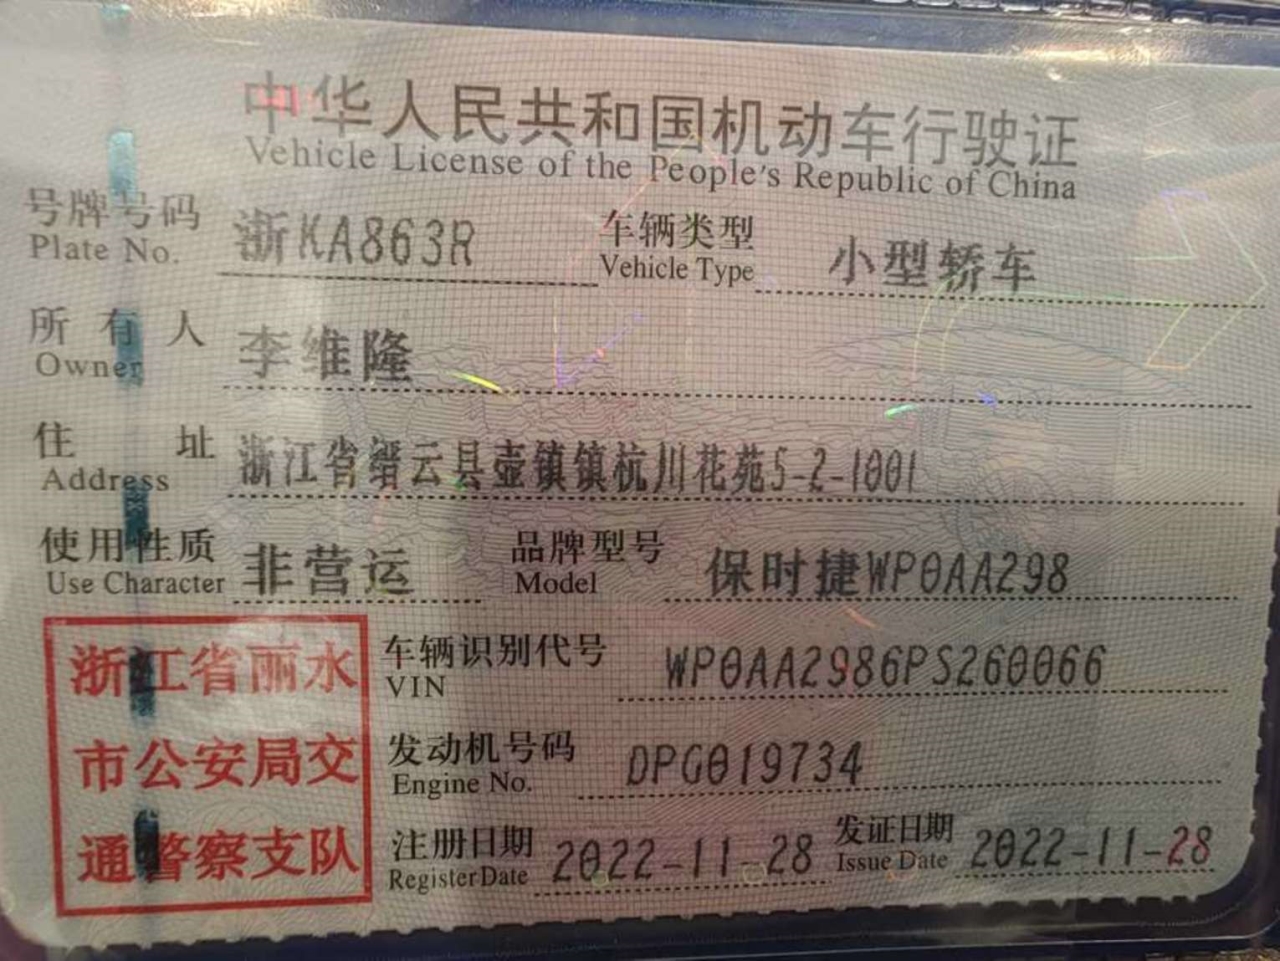 中华人民共和国机动车行驶证
Vehicle License of the People's Republic of China
号牌号码 浙KA863R 车辆类型 小型轿车
Plate No. Vehicle Type
所有人 李维隆
Owner
住址 浙江省缙云县壶镇镇杭川花苑5-2-1001
Address
使用性质 非营运 品牌型号 保时捷WP0AA298
Use Character Model
浙江省丽水
市公安局交
通警察支队
车辆识别代号 WP0AA2986PS260066
VIN
发动机号码 DPG019734
Engine No.
注册日期 2022-11-28 发证日期 2022-11-28
Register Date Issue Date